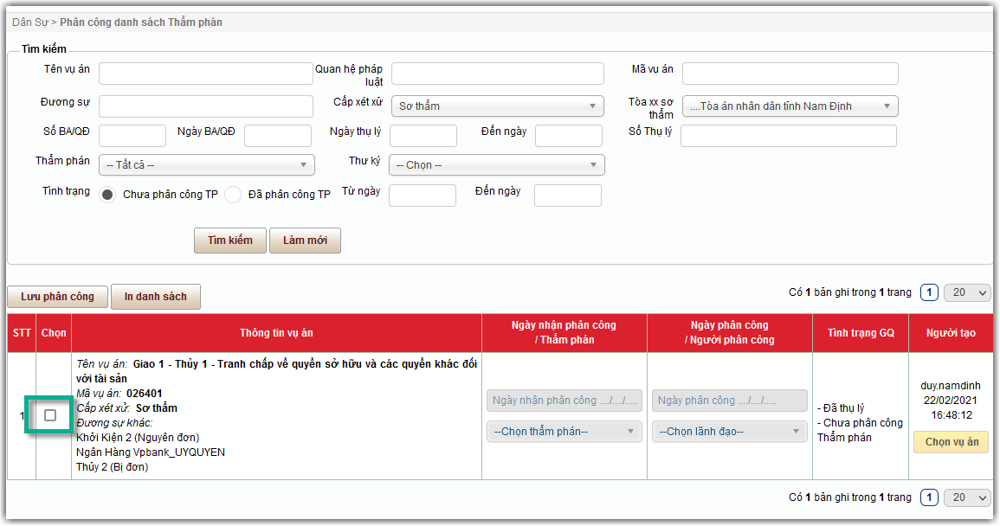 Dân Sự > Phân công danh sách Thẩm phán
Tìm kiếm
Tên vụ án
Quan hệ pháp luật
Mã vụ án
Đương sự
Cấp xét xử
Sơ thẩm
Tòa xx sơ thẩm
....Tòa án nhân dân tỉnh Nam Định
Số BA/QĐ
Ngày BA/QĐ
Ngày thụ lý
Đến ngày
Số Thụ lý
Thẩm phán
-- Tất cả --
Thư ký
-- Chọn --
Tình trạng
Chưa phân công TP
Đã phân công TP
Từ ngày
Đến ngày
Tìm kiếm
Làm mới
Lưu phân công
In danh sách
Có 1 bản ghi trong 1 trang
1
20
STT
Chọn
Thông tin vụ án
Ngày nhận phân công
/ Thẩm phán
Ngày phân công
/ Người phân công
Tình trạng GQ
Người tạo
1
Tên vụ án: Giao 1 - Thủy 1 - Tranh chấp về quyền sở hữu và các quyền khác đối
với tài sản
Mã vụ án: 026401
Cấp xét xử: Sơ thẩm
Đương sự khác:
Khởi Kiện 2 (Nguyên đơn)
Ngân Hàng Vpbank_UYQUYEN
Thủy 2 (Bị đơn)
Ngày nhận phân công ..../..../.....
--Chọn thẩm phán--
Ngày phân công ..../..../.....
--Chọn lãnh đạo--
- Đã thụ lý
- Chưa phân công
Thẩm phán
duy.namdinh
22/02/2021
16:48:12
Chọn vụ án
Có 1 bản ghi trong 1 trang
1
20